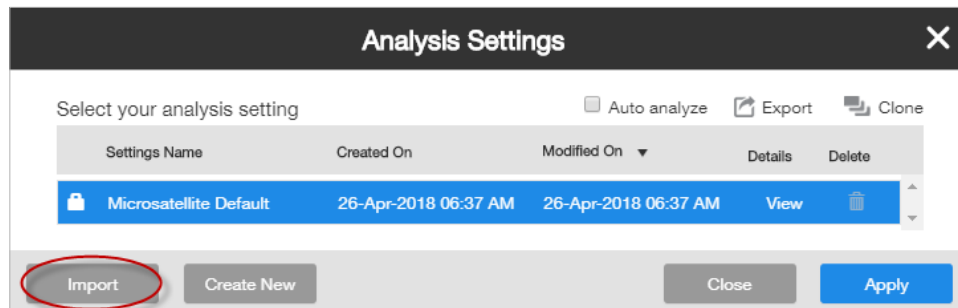 Analysis Settings
Select your analysis setting Auto analyze Export Clone
Settings Name Created On Modified On Details Delete
Microsatellite Default 26-Apr-2018 06:37 AM 26-Apr-2018 06:37 AM View
Import Create New Close Apply